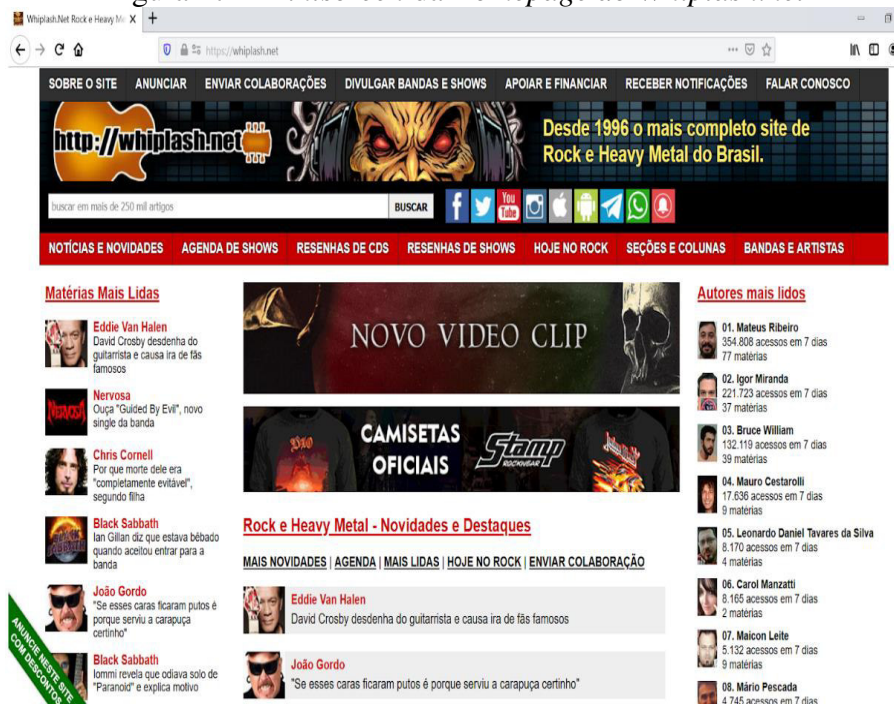 Whiplash.Net Rock e Heavy Me
https://whiplash.net
SOBRE O SITE ANUNCIAR ENVIAR COLABORAÇÕES DIVULGAR BANDAS E SHOWS APOIAR E FINANCIAR RECEBER NOTIFICAÇÕES FALAR CONOSCO
http://whiplash.net
Desde 1996 o mais completo site de
Rock e Heavy Metal do Brasil.
buscar em mais de 250 mil artigos BUSCAR
You
Tube
NOTÍCIAS E NOVIDADES AGENDA DE SHOWS RESENHAS DE CDS RESENHAS DE SHOWS HOJE NO ROCK SEÇÕES E COLUNAS BANDAS E ARTISTAS
Matérias Mais Lidas
Eddie Van Halen
David Crosby desdenha do
guitarrista e causa ira de fãs
famosos
NERVOSA
Nervosa
Ouça "Guided By Evil", novo
single da banda
Chris Cornell
Por que morte dele era
"completamente evitável",
segundo filha
Black Sabbath
Ian Gillan diz que estava bêbado
quando aceitou entrar para a
banda
João Gordo
"Se esses caras ficaram putos é
porque serviu a carapuça
certinho"
Black Sabbath
Iommi revela que odiava solo de
"Paranoid" e explica motivo
ANUNCIE NESTE SITE
COM DESCONTOS
NOVO VIDEO CLIP
DIO
CAMISETAS
OFICIAIS
Stamp
ROCKWEAR
Rock e Heavy Metal - Novidades e Destaques
MAIS NOVIDADES | AGENDA | MAIS LIDAS | HOJE NO ROCK | ENVIAR COLABORAÇÃO
Eddie Van Halen
David Crosby desdenha do guitarrista e causa ira de fãs famosos
João Gordo
"Se esses caras ficaram putos é porque serviu a carapuça certinho"
Autores mais lidos
01. Mateus Ribeiro
354.808 acessos em 7 dias
77 matérias
02. Igor Miranda
221.723 acessos em 7 dias
37 matérias
03. Bruce William
132.119 acessos em 7 dias
39 matérias
04. Mauro Cestarolli
17.636 acessos em 7 dias
9 matérias
05. Leonardo Daniel Tavares da Silva
8.170 acessos em 7 dias
4 matérias
06. Carol Manzatti
8.165 acessos em 7 dias
2 matérias
07. Maicon Leite
5.132 acessos em 7 dias
9 matérias
08. Mário Pescada
4.745 acessos em 7 dias